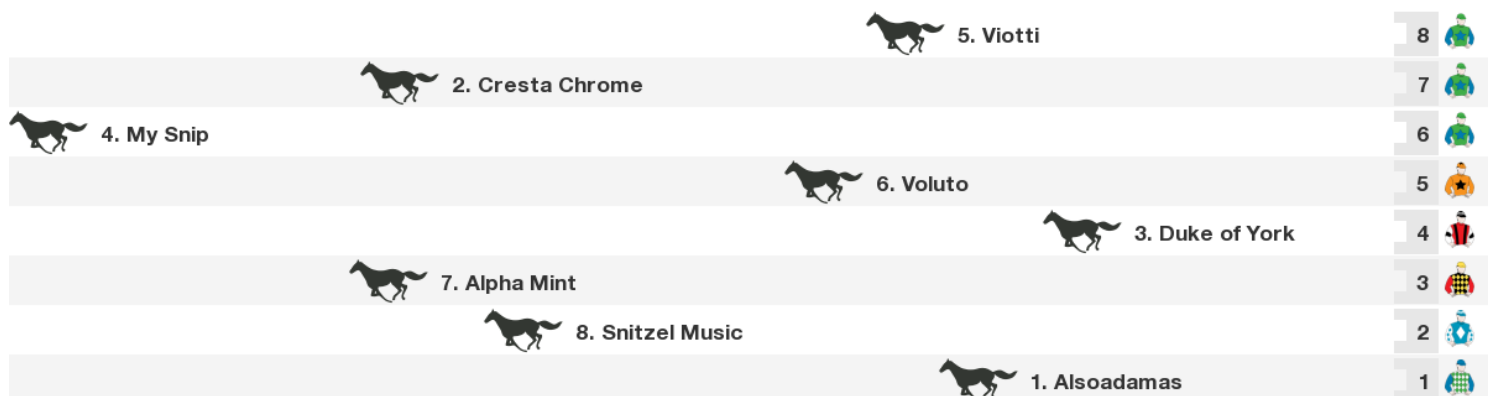 5. Viotti 8
2. Cresta Chrome 7
4. My Snip 6
6. Voluto 5
3. Duke of York 4
7. Alpha Mint 3
8. Snitzel Music 2
1. Alsoadamas 1